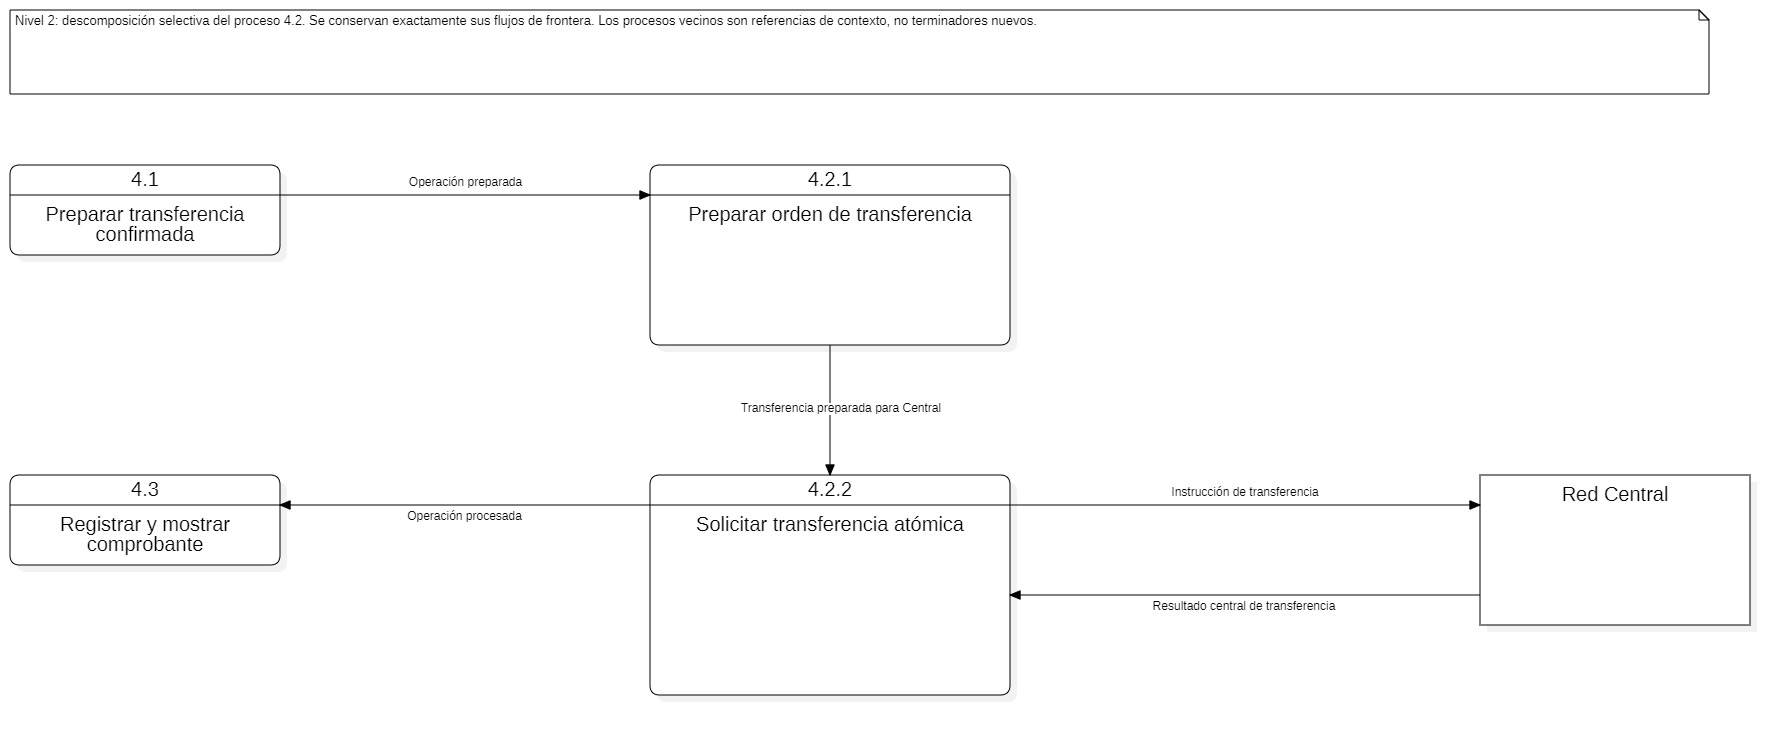 Nivel 2: descomposición selectiva del proceso 4.2. Se conservan exactamente sus flujos de frontera. Los procesos vecinos son referencias de contexto, no terminadores nuevos.
4.1
Preparar transferencia
confirmada
Operación preparada
4.2.1
Preparar orden de transferencia
Transferencia preparada para Central
4.3
Registrar y mostrar
comprobante
Operación procesada
4.2.2
Solicitar transferencia atómica
Instrucción de transferencia
Resultado central de transferencia
Red Central